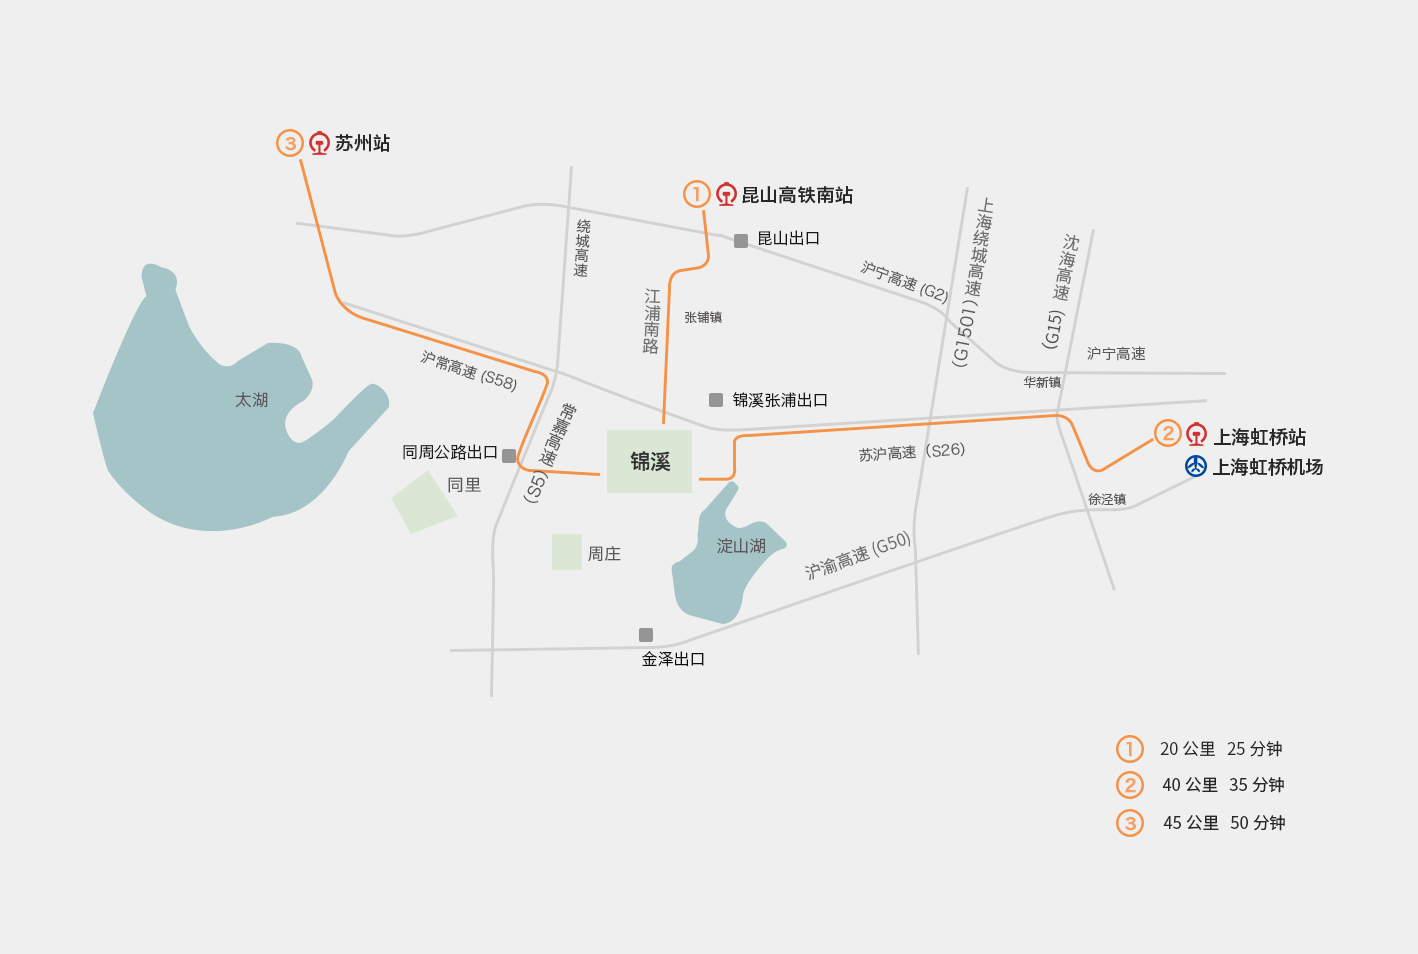 3 苏州站
1 昆山高铁南站
昆山出口
绕城高速
上海绕城高速（G1501）
沈海高速（G15）
沪宁高速 (G2)
江浦南路
张铺镇
沪宁高速
沪常高速 (S58)
华新镇
太湖
锦溪张浦出口
常嘉高速（S5）
2 上海虹桥站
上海虹桥机场
同周公路出口
锦溪
苏沪高速（S26）
同里
徐泾镇
周庄
淀山湖
沪渝高速 (G50)
金泽出口
1 20 公里 25 分钟
2 40 公里 35 分钟
3 45 公里 50 分钟